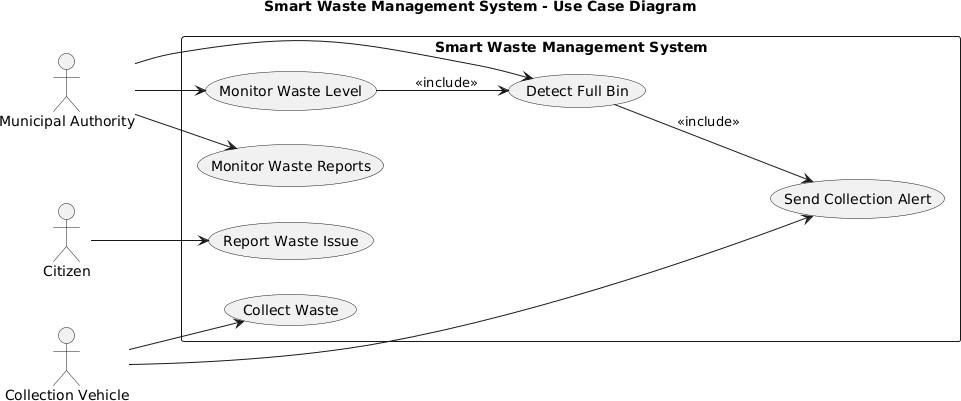 Smart Waste Management System - Use Case Diagram
Smart Waste Management System
Municipal Authority
Monitor Waste Level
«include»
Detect Full Bin
«include»
Monitor Waste Reports
Send Collection Alert
Citizen
Report Waste Issue
Collect Waste
Collection Vehicle